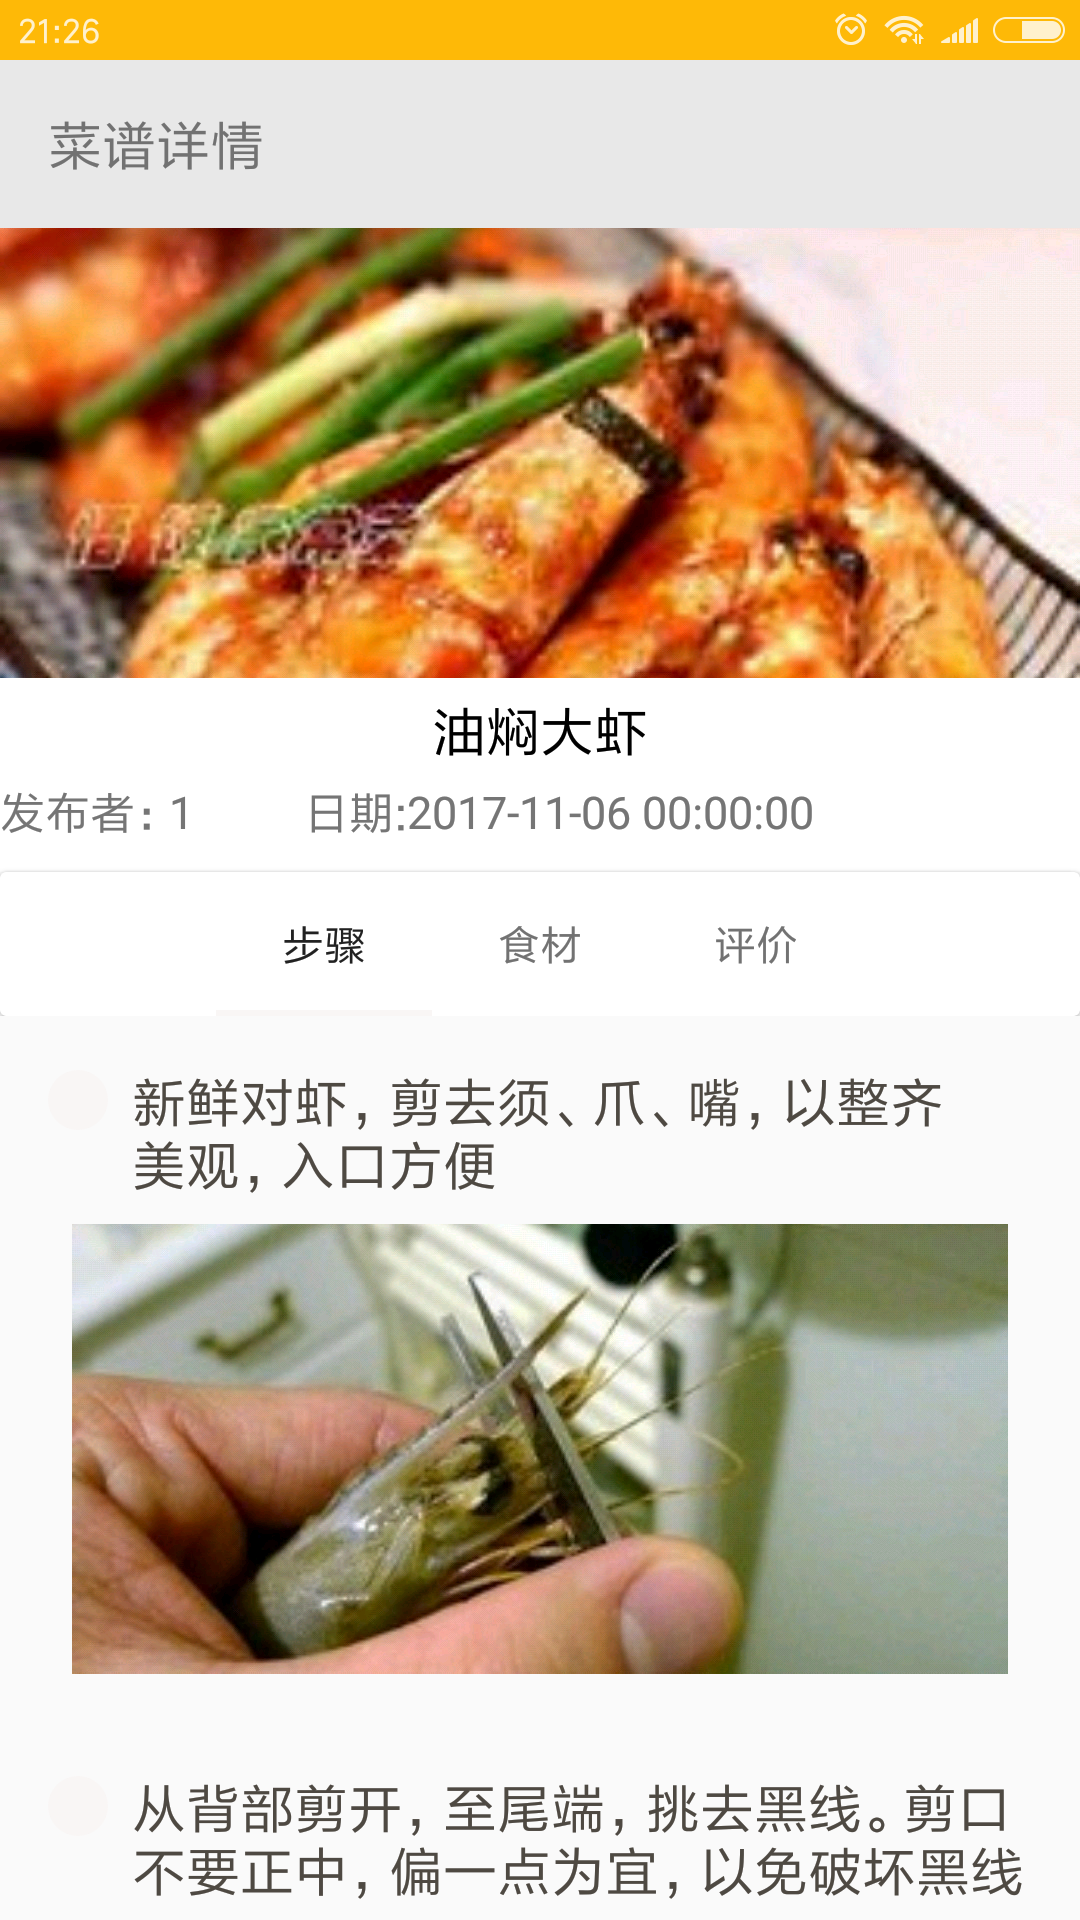 21:26
菜谱详情
油焖大虾
发布者：1 日期:2017-11-06 00:00:00
步骤 食材 评价
新鲜对虾，剪去须、爪、嘴，以整齐
美观，入口方便
从背部剪开，至尾端，挑去黑线。剪口
不要正中，偏一点为宜，以免破坏黑线